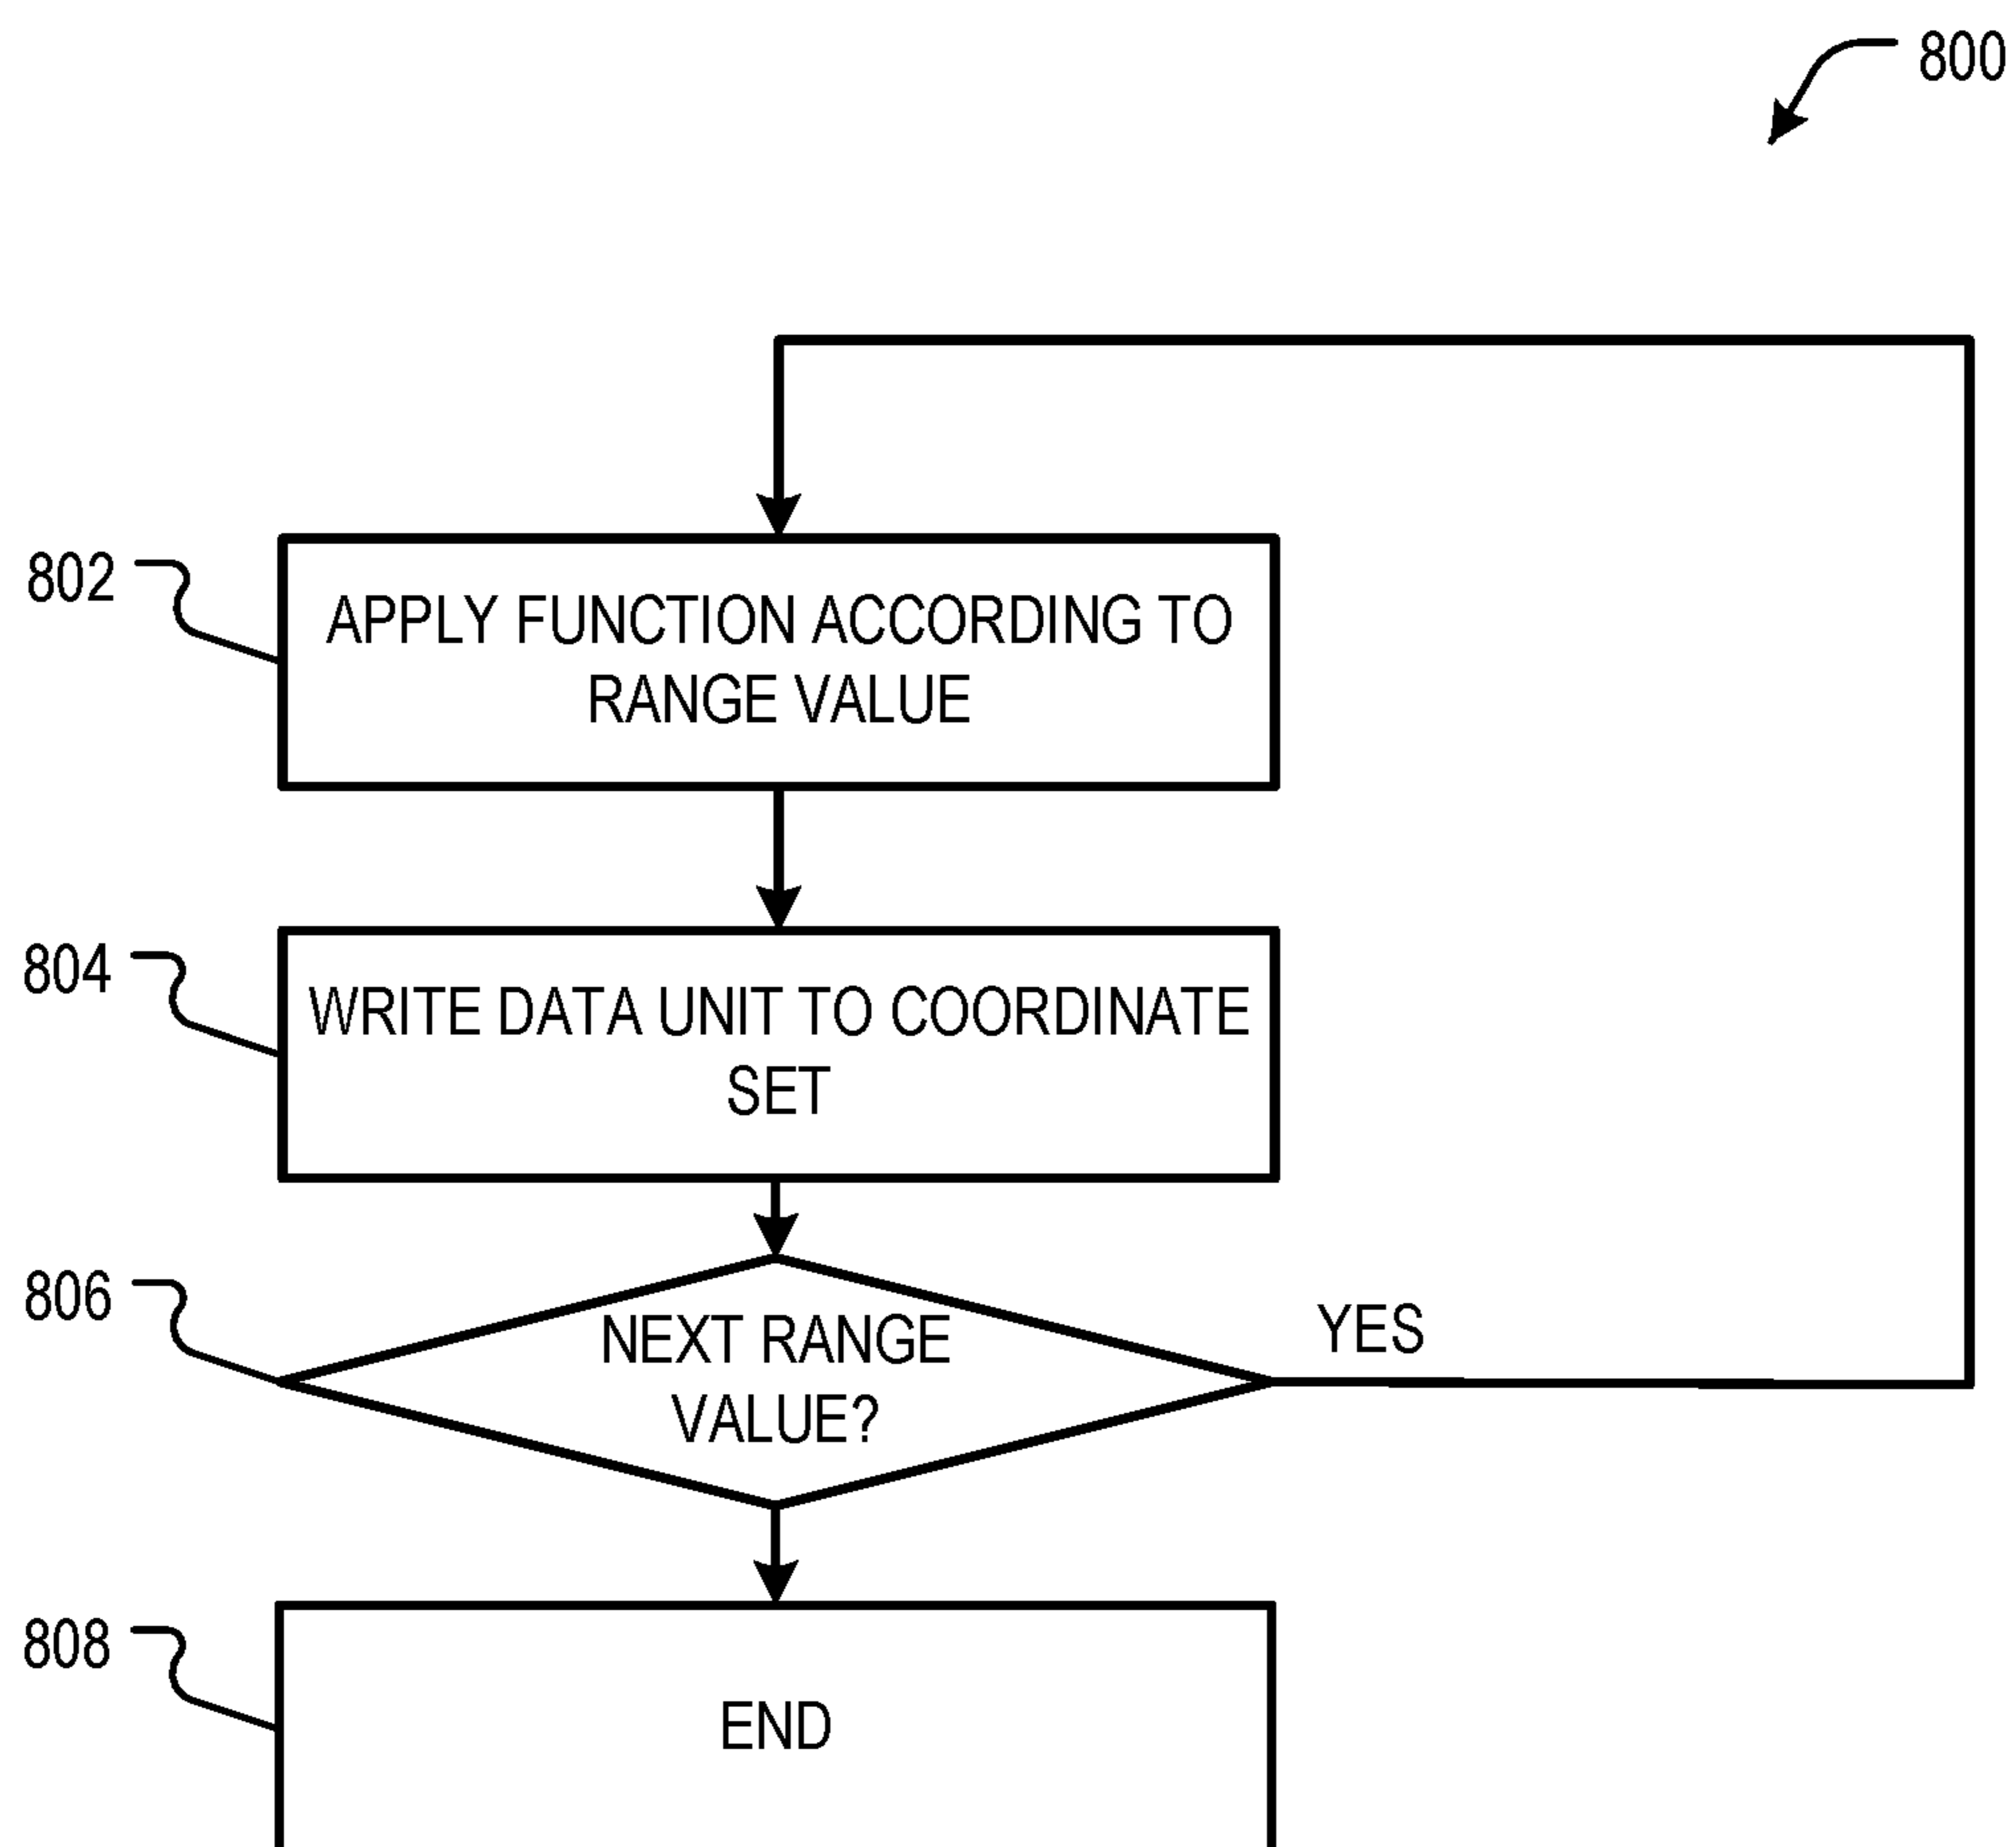 800
802
APPLY FUNCTION ACCORDING TO
RANGE VALUE
804
WRITE DATA UNIT TO COORDINATE
SET
806
NEXT RANGE
VALUE?
YES
808
END